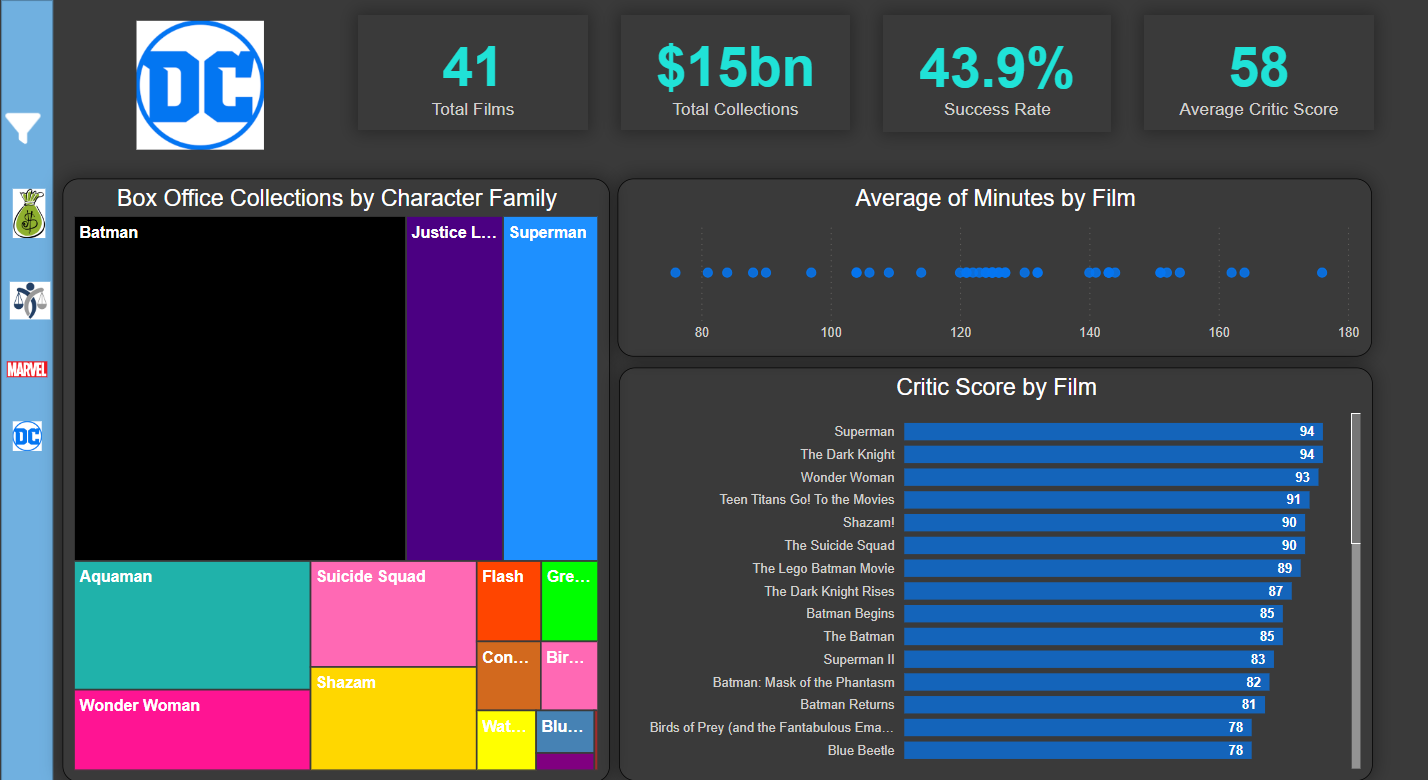 DC
41
Total Films
$15bn
Total Collections
43.9%
Success Rate
58
Average Critic Score
MARVEL
DC
Box Office Collections by Character Family
Batman
Justice L...
Superman
Aquaman
Suicide Squad
Flash
Gre...
Con...
Bir...
Wonder Woman
Shazam
Wat...
Blu...
Average of Minutes by Film
80 100 120 140 160 180
Critic Score by Film
Superman 94
The Dark Knight 94
Wonder Woman 93
Teen Titans Go! To the Movies 91
Shazam! 90
The Suicide Squad 90
The Lego Batman Movie 89
The Dark Knight Rises 87
Batman Begins 85
The Batman 85
Superman II 83
Batman: Mask of the Phantasm 82
Batman Returns 81
Birds of Prey (and the Fantabulous Ema... 78
Blue Beetle 78